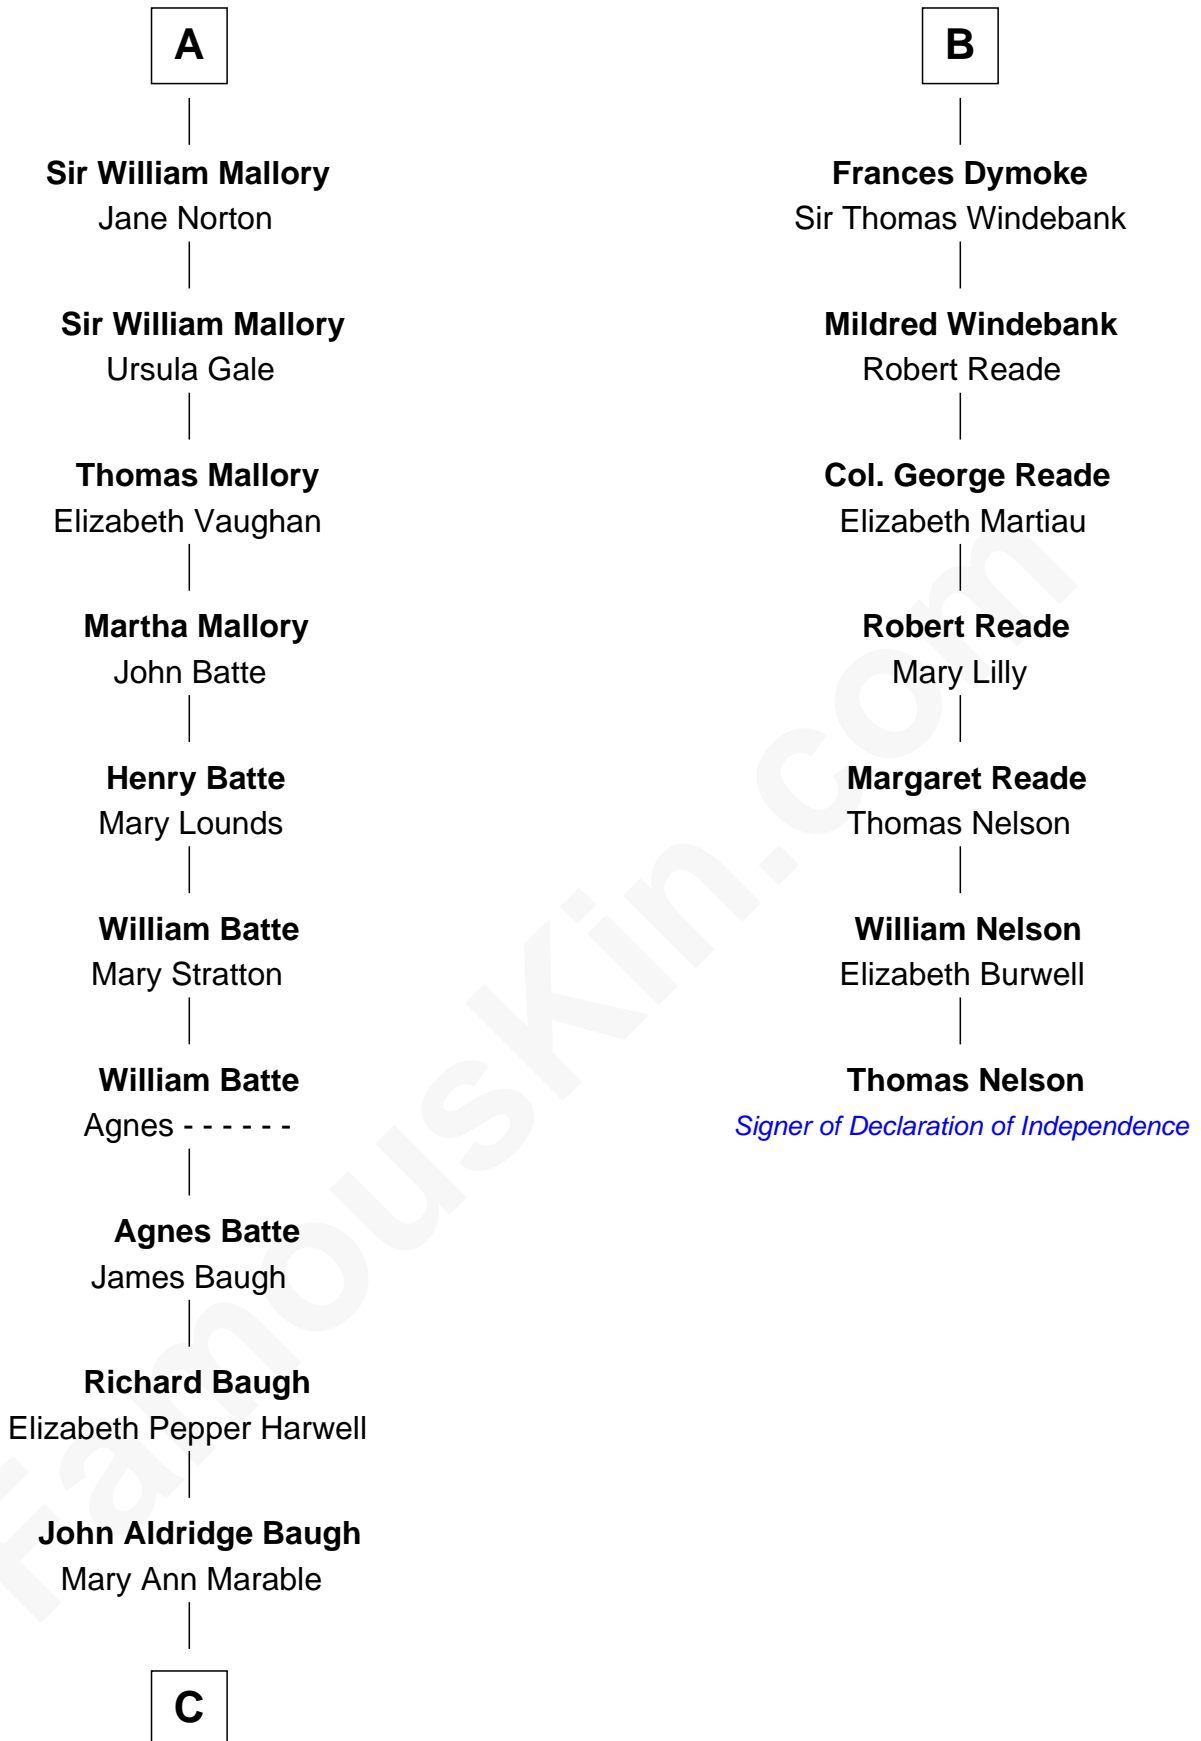 A
Sir William Mallory
Jane Norton
Sir William Mallory
Ursula Gale
Thomas Mallory
Elizabeth Vaughan
Martha Mallory
John Batte
Henry Batte
Mary Lounds
William Batte
Mary Stratton
William Batte
Agnes - - - - - -
Agnes Batte
James Baugh
Richard Baugh
Elizabeth Pepper Harwell
John Aldridge Baugh
Mary Ann Marable
C
B
Frances Dymoke
Sir Thomas Windebank
Mildred Windebank
Robert Reade
Col. George Reade
Elizabeth Martiau
Robert Reade
Mary Lilly
Margaret Reade
Thomas Nelson
William Nelson
Elizabeth Burwell
Thomas Nelson
Signer of Declaration of Independence
FamousKin.com